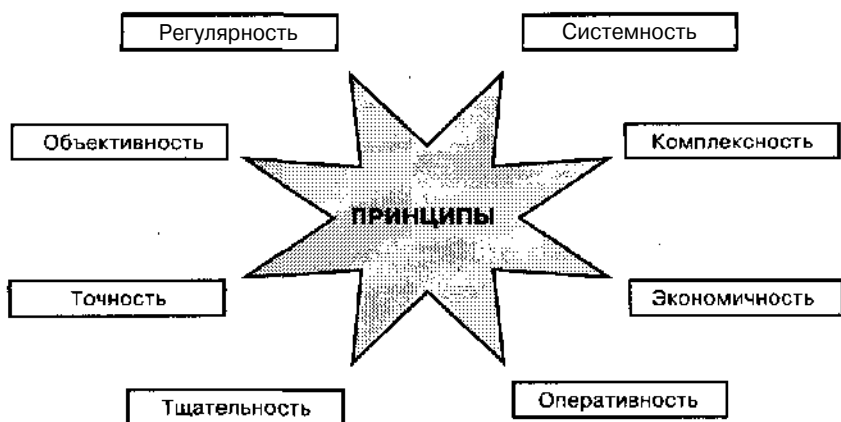 Регулярность
Системность
Объективность
Комплексность
ПРИНЦИПЫ
Точность
Экономичность
Тщательность
Оперативность